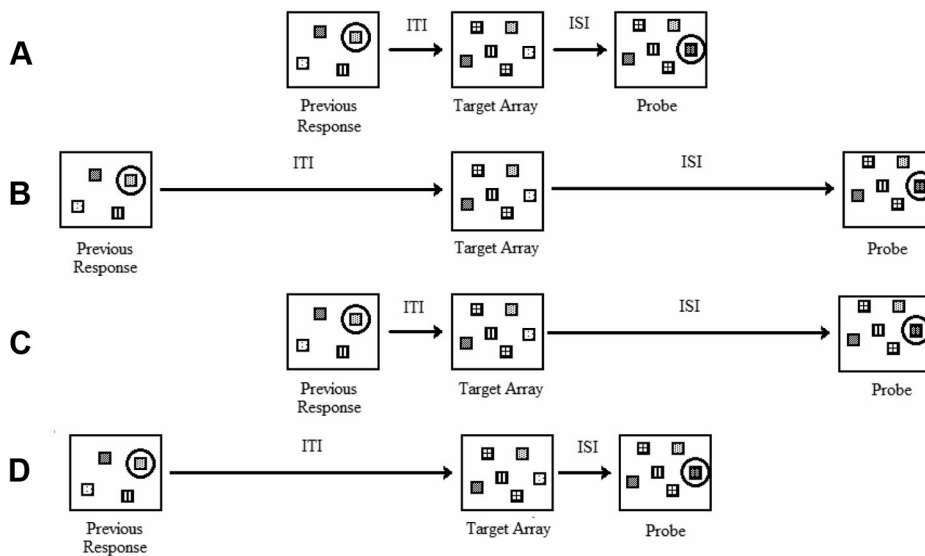 A
ITI
ISI
Previous
Response
Target Array
Probe
B
ITI
ISI
Previous
Response
Target Array
Probe
C
ITI
ISI
Previous
Response
Target Array
Probe
D
ITI
ISI
Previous
Response
Target Array
Probe